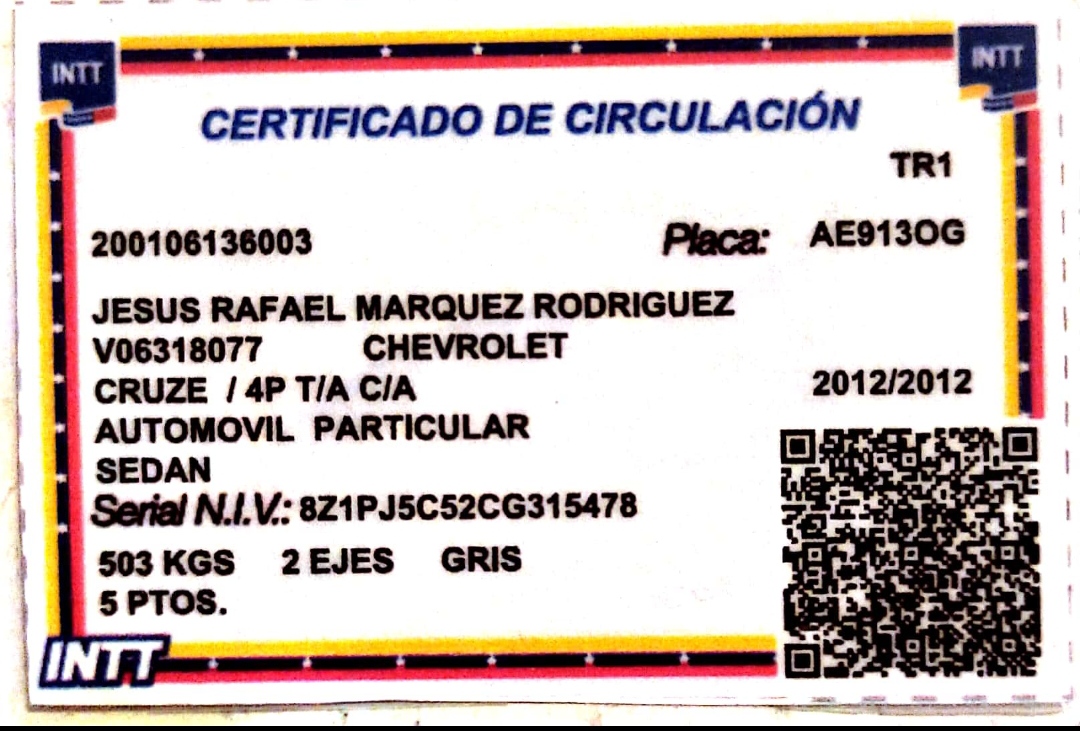 INTT INTT
CERTIFICADO DE CIRCULACIÓN
TR1
200106136003 Placa: AE913OG
JESUS RAFAEL MARQUEZ RODRIGUEZ
V06318077 CHEVROLET
CRUZE / 4P T/A C/A 2012/2012
AUTOMOVIL PARTICULAR
SEDAN
Serial N.I.V.: 8Z1PJ5C52CG315478
503 KGS 2 EJES GRIS
5 PTOS.
INTT